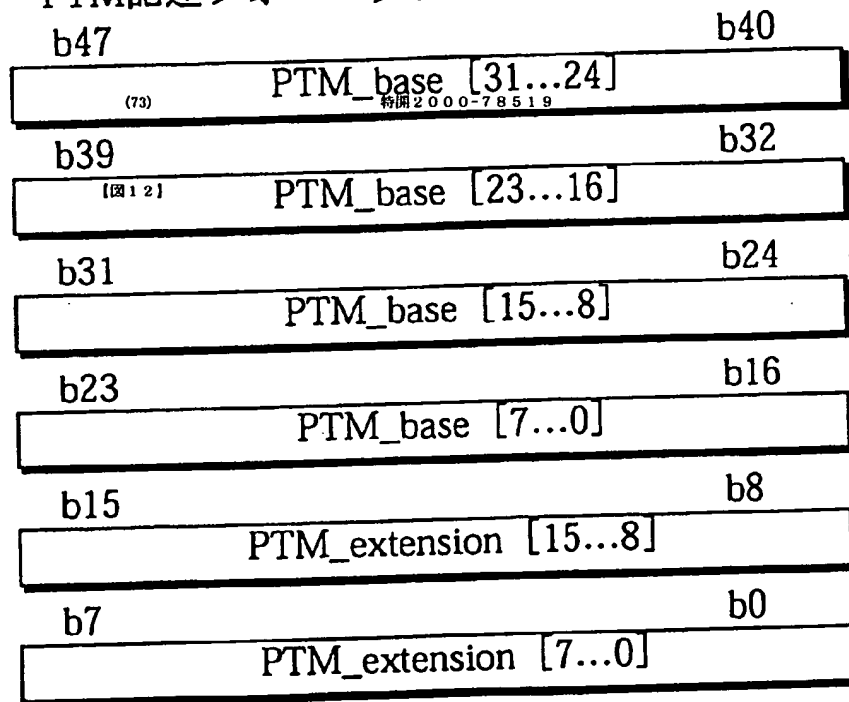 b47 b40
PTM_base [31...24]
(73) 特開2000-78519
b39 b32
【図12】 PTM_base [23...16]
b31 b24
PTM_base [15...8]
b23 b16
PTM_base [7...0]
b15 b8
PTM_extension [15...8]
b7 b0
PTM_extension [7...0]